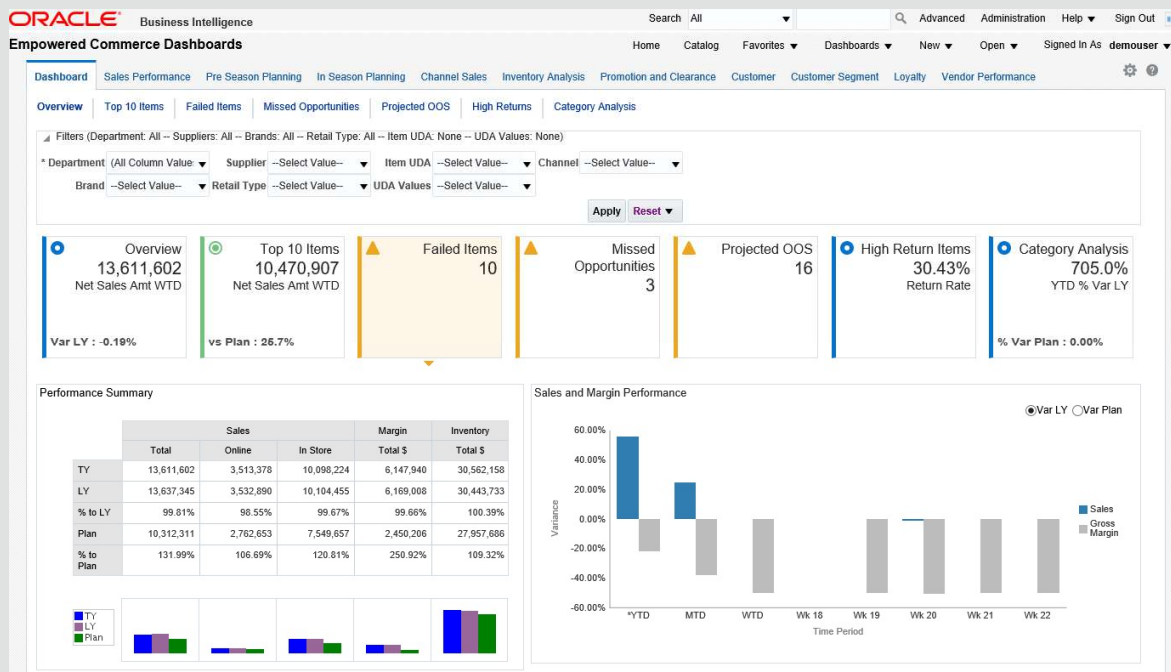 ORACLE Business Intelligence Search All Advanced Administration Help Sign Out
Empowered Commerce Dashboards Home Catalog Favorites Dashboards New Open Signed In As demouser
Dashboard Sales Performance Pre Season Planning In Season Planning Channel Sales Inventory Analysis Promotion and Clearance Customer Customer Segment Loyalty Vendor Performance
Overview Top 10 Items Failed Items Missed Opportunities Projected OOS High Returns Category Analysis
Filters (Department: All -- Suppliers: All -- Brands: All -- Retail Type: All -- Item UDA: None -- UDA Values: None)
* Department (All Column Value: Supplier --Select Value-- Item UDA --Select Value-- Channel --Select Value--
Brand --Select Value-- Retail Type --Select Value-- UDA Values --Select Value--
Apply Reset
Overview
13,611,602
Net Sales Amt WTD
Var LY : -0.19%
Top 10 Items
10,470,907
Net Sales Amt WTD
vs Plan : 25.7%
Failed Items
10
Missed
Opportunities
3
Projected OOS
16
High Return Items
30.43%
Return Rate
Category Analysis
705.0%
YTD % Var LY
% Var Plan : 0.00%
Performance Summary
Sales Margin Inventory
Total Online In Store Total $ Total $
TY 13,611,602 3,513,378 10,098,224 6,147,940 30,562,158
LY 13,637,345 3,532,890 10,104,455 6,169,008 30,443,733
% to LY 99.81% 98.55% 99.67% 99.66% 100.39%
Plan 10,312,311 2,762,653 7,549,657 2,450,206 27,957,686
% to
Plan 131.99% 106.69% 120.81% 250.92% 109.32%
TY
LY
Plan
Sales and Margin Performance
Var LY Var Plan
60.00%
40.00%
20.00%
0.00%
-20.00%
-40.00%
-60.00%
Variance
*YTD MTD WTD Wk 18 Wk 19 Wk 20 Wk 21 Wk 22
Time Period
Sales
Gross
Margin